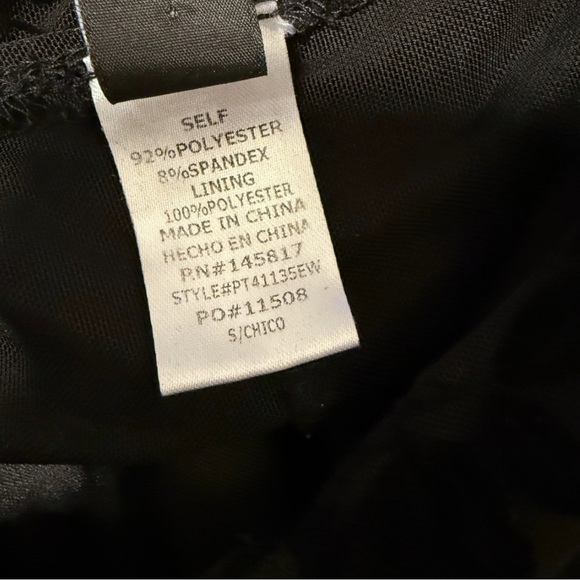 SELF
92%POLYESTER
8%SPANDEX
LINING
100%POLYESTER
MADE IN CHINA
HECHO EN CHINA
RN#145817
STYLE#PT41135EW
PO#11508
S/CHICO